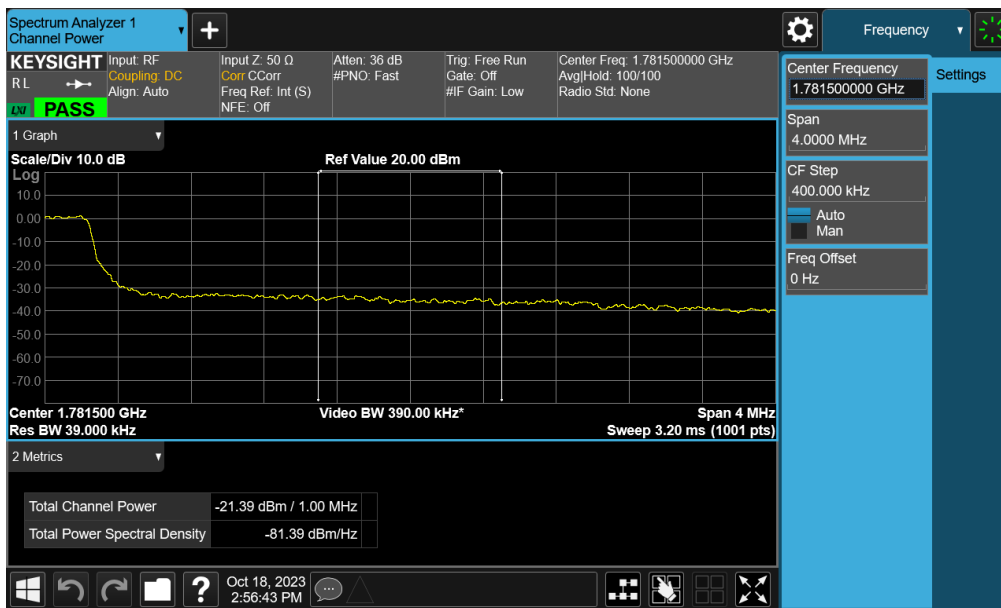 Spectrum Analyzer 1
Channel Power
Frequency
KEYSIGHT
RL
LXI PASS
Input: RF
Coupling: DC
Align: Auto
Input Z: 50 Ω
Corr CCorr
Freq Ref: Int (S)
NFE: Off
Atten: 36 dB
#PNO: Fast
Trig: Free Run
Gate: Off
#IF Gain: Low
Center Freq: 1.781500000 GHz
Avg|Hold: 100/100
Radio Std: None
Center Frequency
1.781500000 GHz
Settings
Span
4.0000 MHz
CF Step
400.000 kHz
Auto
Man
Freq Offset
0 Hz
1 Graph
Scale/Div 10.0 dB
Ref Value 20.00 dBm
Log
10.0
0.00
-10.0
-20.0
-30.0
-40.0
-50.0
-60.0
-70.0
Center 1.781500 GHz
Video BW 390.00 kHz*
Span 4 MHz
Res BW 39.000 kHz
Sweep 3.20 ms (1001 pts)
2 Metrics
Total Channel Power -21.39 dBm / 1.00 MHz
Total Power Spectral Density -81.39 dBm/Hz
?
Oct 18, 2023
2:56:43 PM